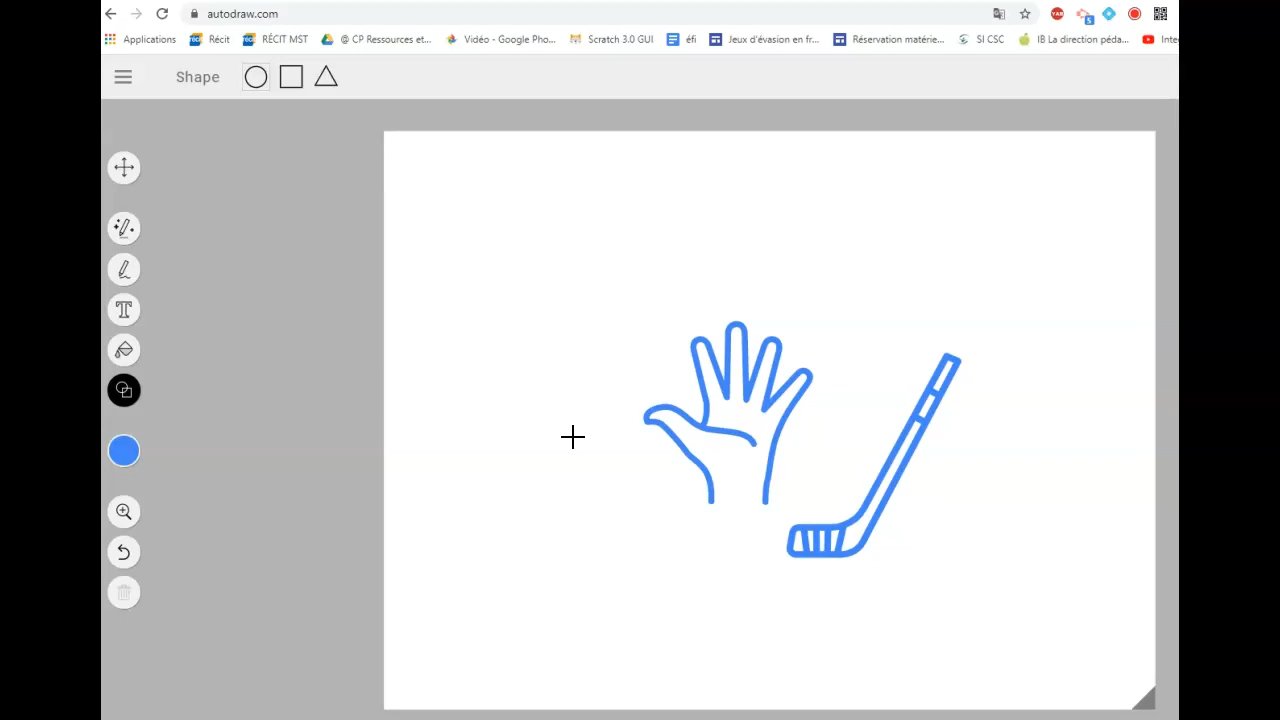 autodraw.com
Applications Récit RÉCIT MST @ CP Ressources et... Vidéo - Google Pho... Scratch 3.0 GUI éfi Jeux d'évasion en fr... Réservation matérie... SI CSC IB La direction péda... Inte
Shape